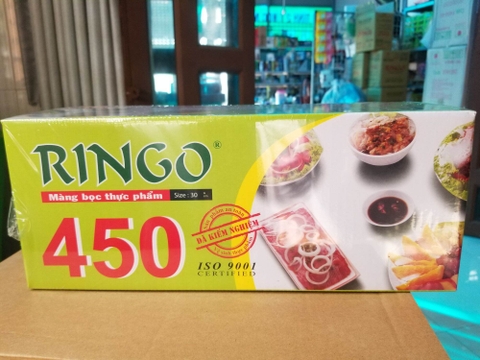 RINGO®
Màng bọc thực phẩm
Size : 30
450
ĐÃ KIỂM NGHIỆM
ISO 9001
CERTIFIED